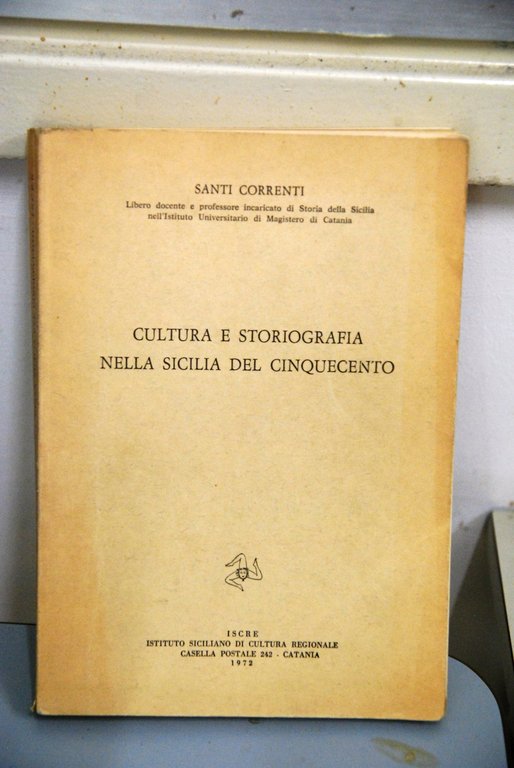 SANTI CORRENTI
Libero docente e professore incaricato di Storia della Sicilia
nell'Istituto Universitario di Magistero di Catania
CULTURA E STORIOGRAFIA
NELLA SICILIA DEL CINQUECENTO
ISCRE
ISTITUTO SICILIANO DI CULTURA REGIONALE
CASELLA POSTALE 242 - CATANIA
1972